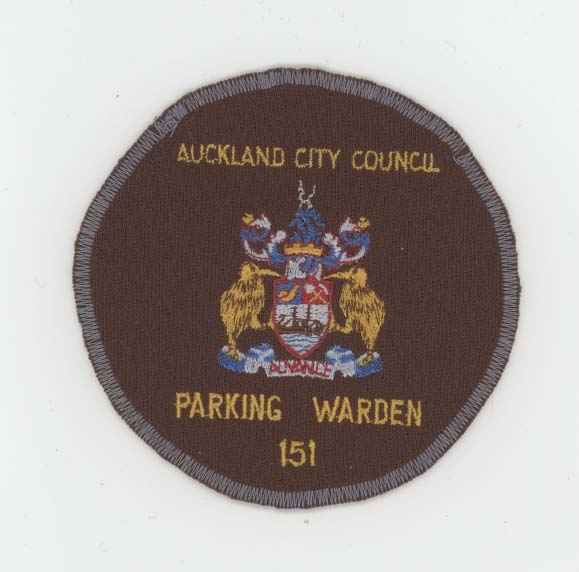 AUCKLAND CITY COUNCIL
ADVANCE
PARKING WARDEN
151